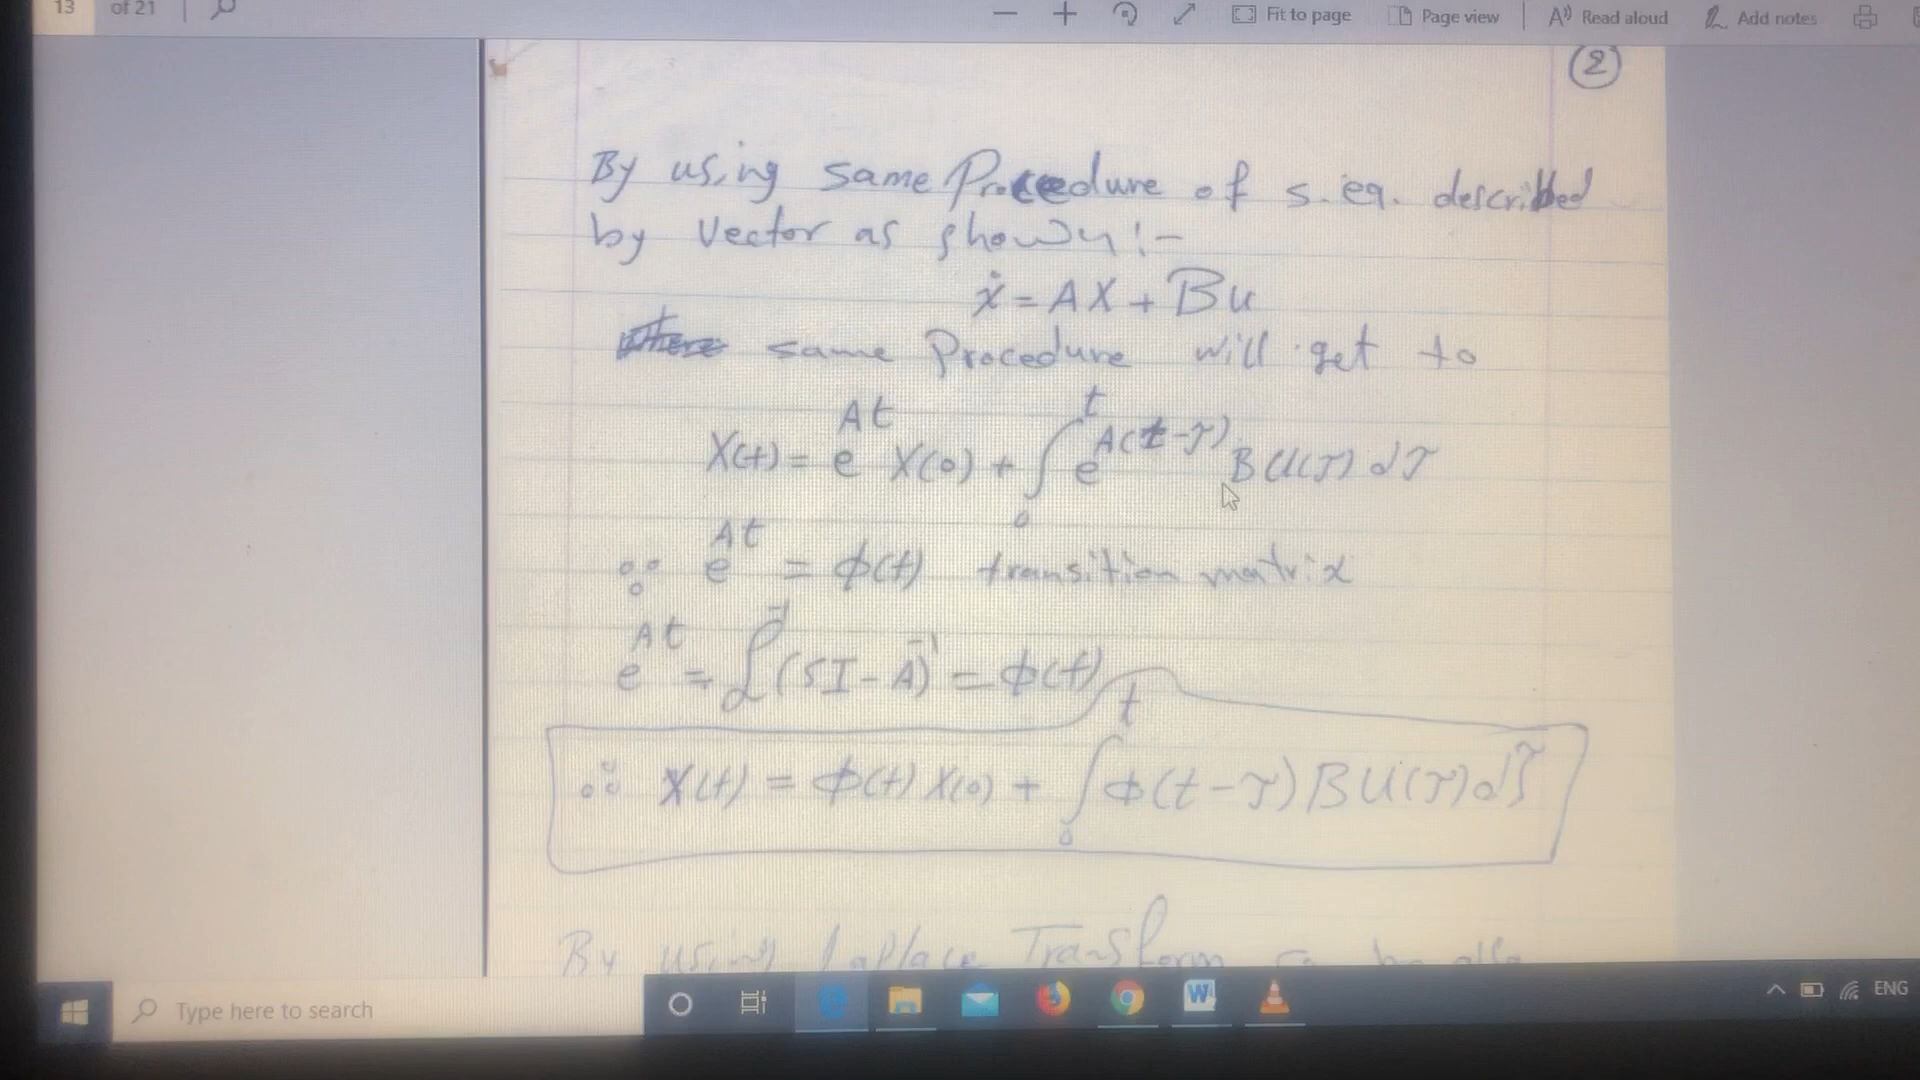 13 of 21
Fit to page Page view Read aloud Add notes
②
By using same Procedure of s.eq. described
by Vector as shown:-
ẋ = AX + Bu
same Procedure will get to
X(t) = e^{At} X(0) + ∫₀^t e^{A(t-τ)} B U(τ) dτ
∵ e^{At} = ϕ(t) transition matrix
e^{At} = ℒ⁻¹(SI-A)⁻¹ = ϕ(t)
∴ X(t) = ϕ(t) X(0) + ∫₀^t ϕ(t-τ) B U(τ) dτ
By using Laplace Transform
Type here to search
ENG